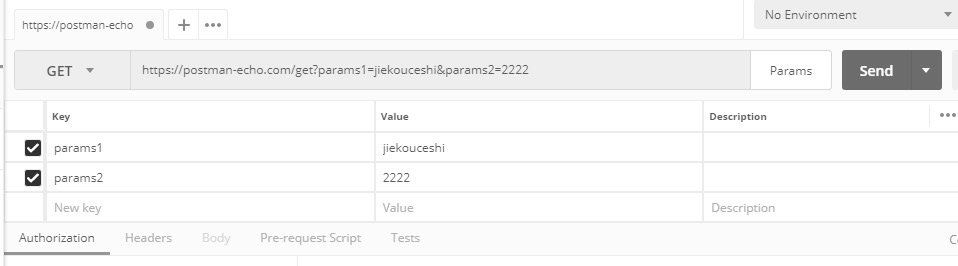 https://postman-echo
No Environment
GET
https://postman-echo.com/get?params1=jiekouceshi&params2=2222
Params
Send
Key
Value
Description
params1
jiekouceshi
params2
2222
New key
Value
Description
Authorization
Headers
Body
Pre-request Script
Tests